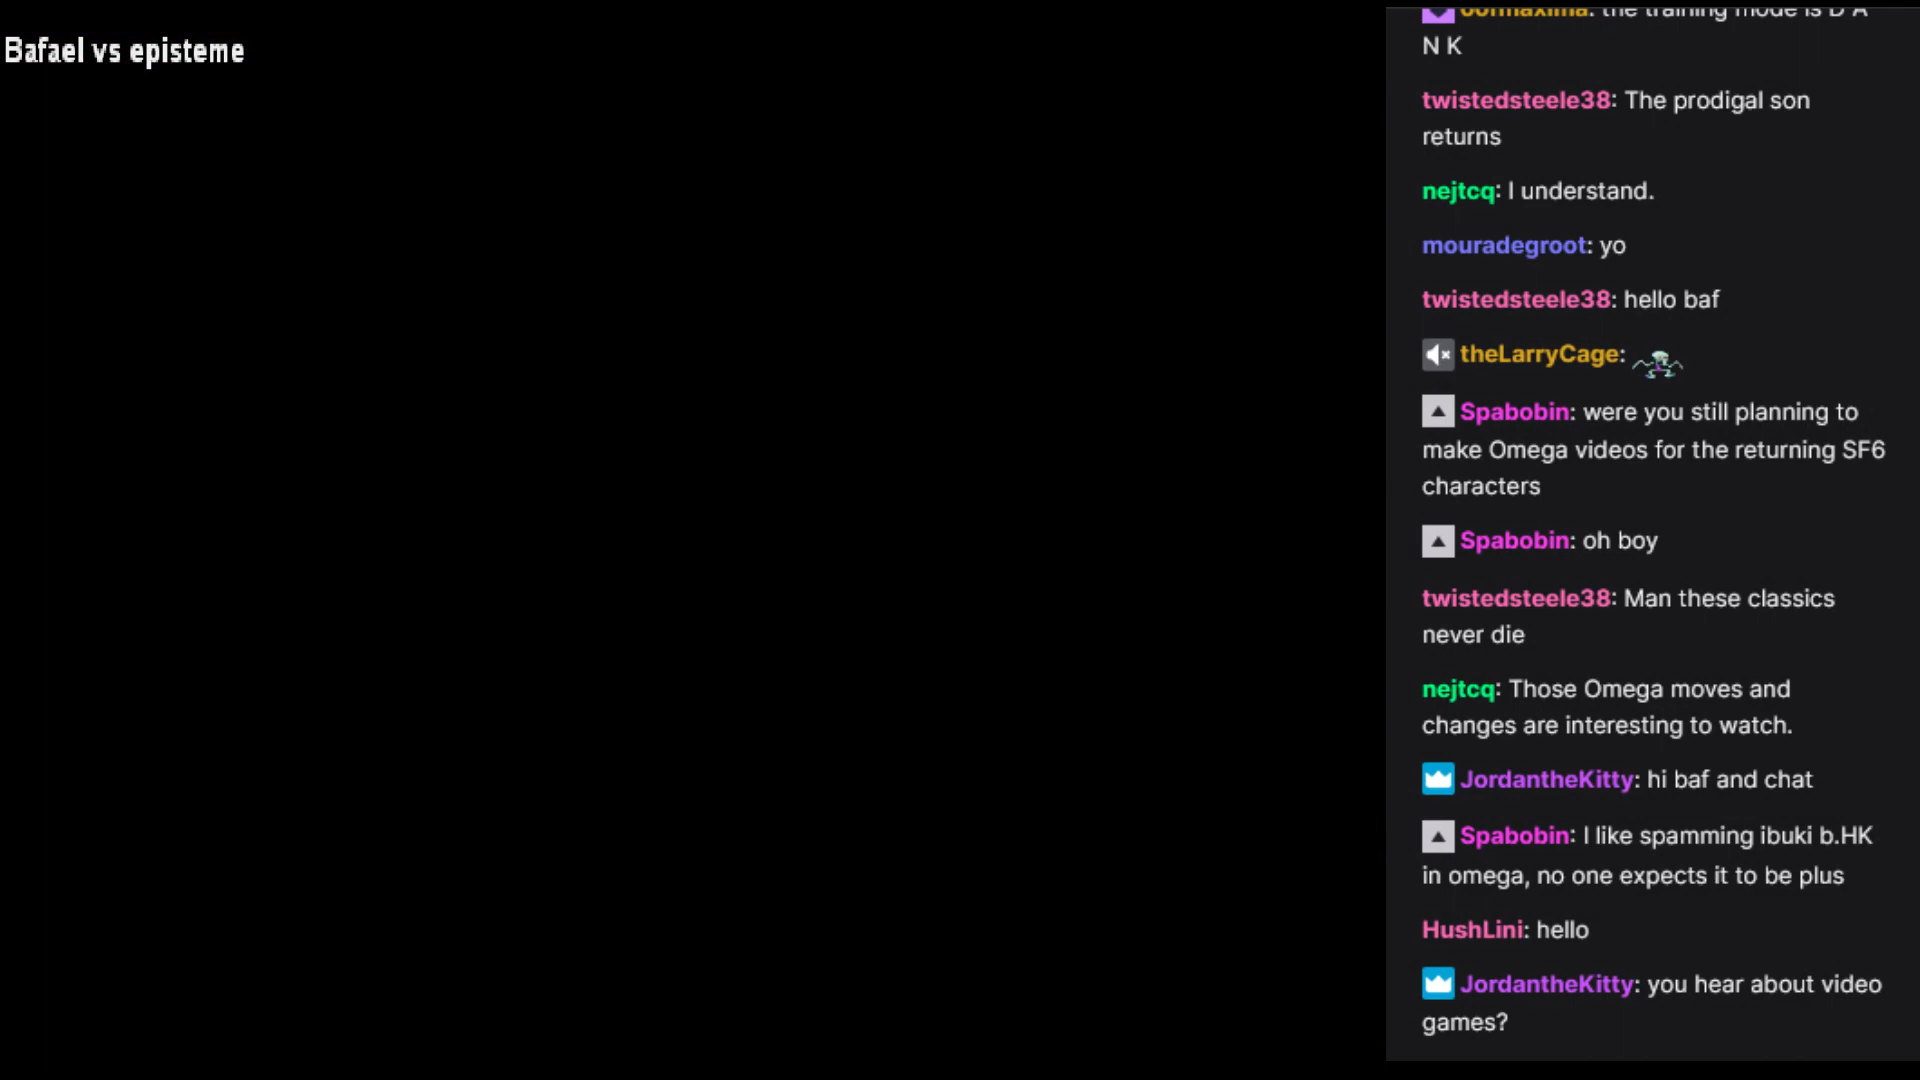 Bafael vs episteme
the training mode is D A
N K
twistedsteele38: The prodigal son
returns
nejtcq: I understand.
mouradegroot: yo
twistedsteele38: hello baf
theLarryCage:
Spabobin: were you still planning to
make Omega videos for the returning SF6
characters
Spabobin: oh boy
twistedsteele38: Man these classics
never die
nejtcq: Those Omega moves and
changes are interesting to watch.
JordantheKitty: hi baf and chat
Spabobin: I like spamming ibuki b.HK
in omega, no one expects it to be plus
HushLini: hello
JordantheKitty: you hear about video
games?